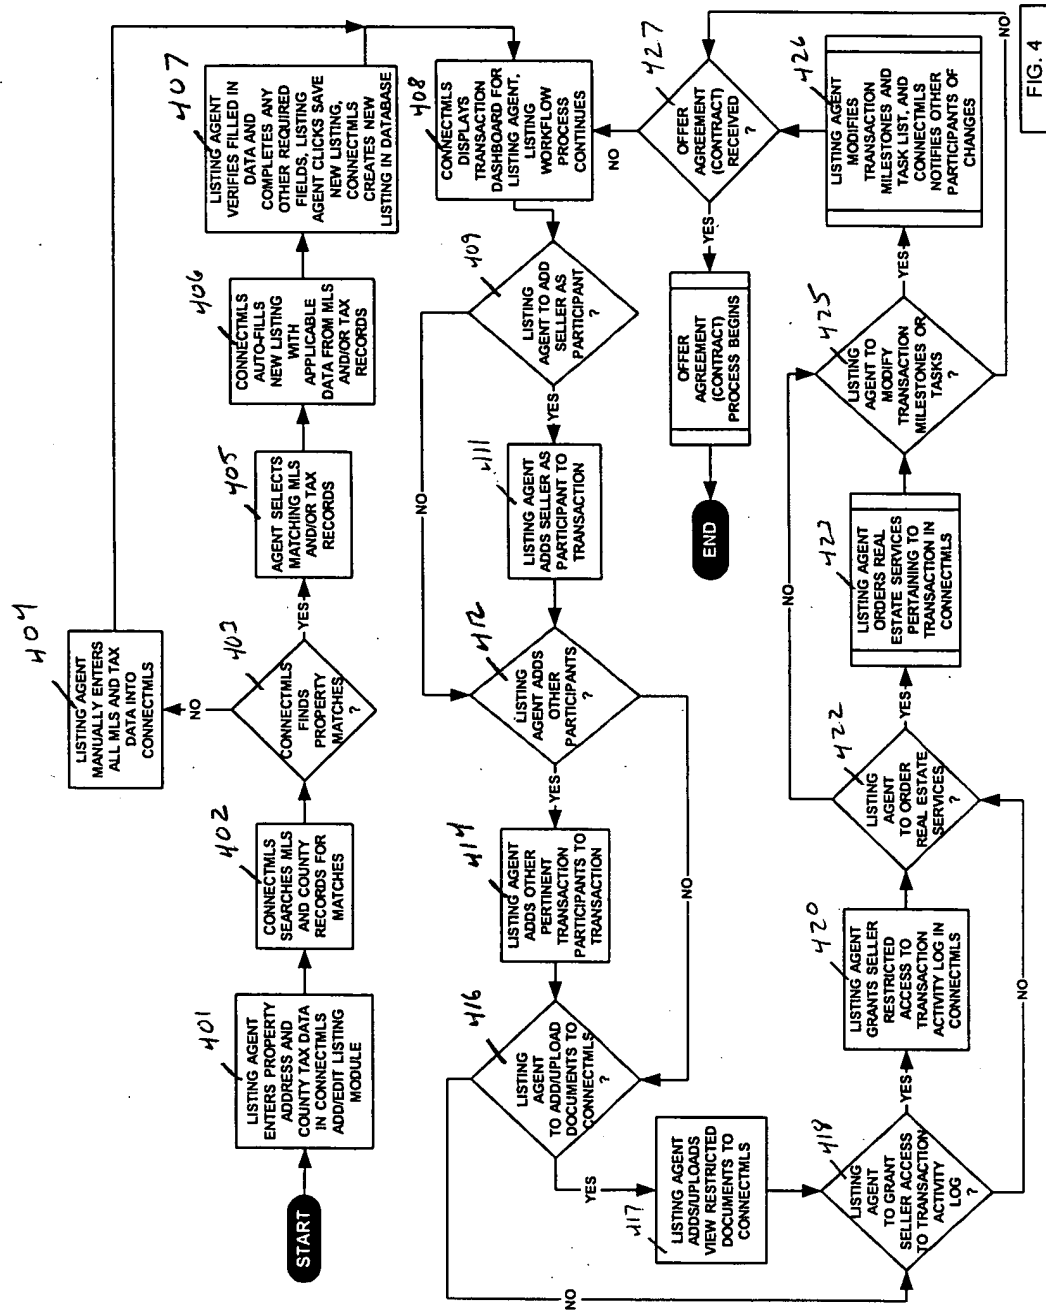 START
401
LISTING AGENT
ENTERS PROPERTY
ADDRESS AND
COUNTY TAX DATA
IN CONNECTMLS
ADD/EDIT LISTING
MODULE
402
CONNECTMLS
SEARCHES MLS
AND COUNTY
RECORDS FOR
MATCHES
403
CONNECTMLS
FINDS
PROPERTY
MATCHES
?
NO
404
LISTING AGENT
MANUALLY ENTERS
ALL MLS AND TAX
DATA INTO
CONNECTMLS
YES
405
AGENT SELECTS
MATCHING MLS
AND/OR TAX
RECORDS
406
CONNECTMLS
AUTO-FILLS
NEW LISTING
WITH
APPLICABLE
DATA FROM MLS
AND/OR TAX
RECORDS
407
LISTING AGENT
VERIFIES FILLED IN
DATA AND
COMPLETES ANY
OTHER REQUIRED
FIELDS, LISTING
AGENT CLICKS SAVE
NEW LISTING,
CONNECTMLS
CREATES NEW
LISTING IN DATABASE
408
CONNECTMLS
DISPLAYS
TRANSACTION
DASHBOARD FOR
LISTING AGENT,
LISTING
WORKFLOW
PROCESS
CONTINUES
409
LISTING
AGENT TO ADD
SELLER AS
PARTICIPANT
?
NO
YES
411
LISTING AGENT
ADDS SELLER AS
PARTICIPANT TO
TRANSACTION
412
LISTING
AGENT ADDS
OTHER
PARTICIPANTS
?
NO
YES
414
LISTING AGENT
ADDS OTHER
PERTINENT
TRANSACTION
PARTICIPANTS TO
TRANSACTION
416
LISTING
AGENT
TO ADD/UPLOAD
DOCUMENTS TO
CONNECTMLS
?
NO
YES
417
LISTING AGENT
ADDS/UPLOADS
VIEW RESTRICTED
DOCUMENTS TO
CONNECTMLS
418
LISTING
AGENT
TO GRANT
SELLER ACCESS
TO TRANSACTION
ACTIVITY
LOG
?
NO
YES
420
LISTING AGENT
GRANTS SELLER
RESTRICTED
ACCESS TO
TRANSACTION
ACTIVITY LOG IN
CONNECTMLS
422
LISTING
AGENT
TO ORDER
REAL ESTATE
SERVICES
?
NO
YES
423
LISTING AGENT
ORDERS REAL
ESTATE SERVICES
PERTAINING TO
TRANSACTION IN
CONNECTMLS
425
LISTING
AGENT TO
MODIFY
TRANSACTION
MILESTONES OR
TASKS
?
NO
YES
426
LISTING AGENT
MODIFIES
TRANSACTION
MILESTONES AND
TASK LIST, AND
CONNECTMLS
NOTIFIES OTHER
PARTICIPANTS OF
CHANGES
427
OFFER
AGREEMENT
(CONTRACT)
RECEIVED
?
NO
YES
OFFER
AGREEMENT
(CONTRACT)
PROCESS BEGINS
END
FIG. 4